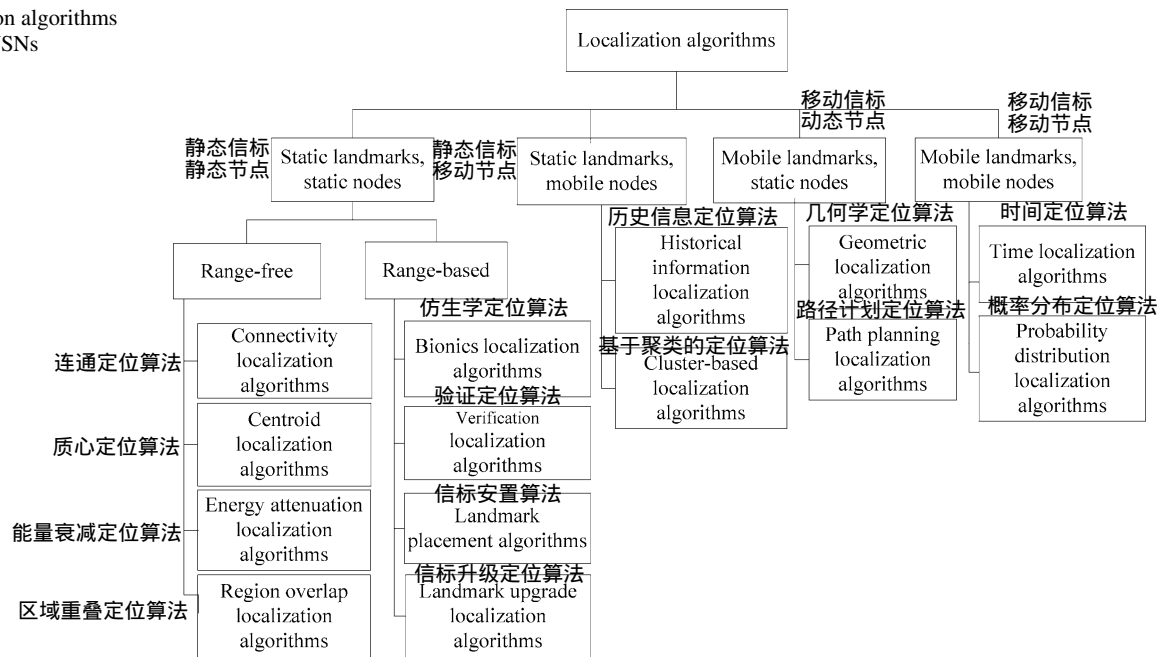 on algorithms
Localization algorithms
移动信标
动态节点
移动信标
移动节点
静态信标
静态节点
Static landmarks,
static nodes
静态信标
移动节点
Static landmarks,
mobile nodes
Mobile landmarks,
static nodes
Mobile landmarks,
mobile nodes
Range-free
Range-based
连通定位算法
Connectivity
localization
algorithms
质心定位算法
Centroid
localization
algorithms
能量衰减定位算法
Energy attenuation
localization
algorithms
区域重叠定位算法
Region overlap
localization
algorithms
仿生学定位算法
Bionics localization
algorithms
验证定位算法
Verification
localization
algorithms
信标安置算法
Landmark
placement algorithms
信标升级定位算法
Landmark upgrade
localization
algorithms
历史信息定位算法
Historical
information
localization
algorithms
基于聚类的定位算法
Cluster-based
localization
algorithms
几何学定位算法
Geometric
localization
algorithms
路径计划定位算法
Path planning
localization
algorithms
时间定位算法
Time localization
algorithms
概率分布定位算法
Probability
distribution
localization
algorithms